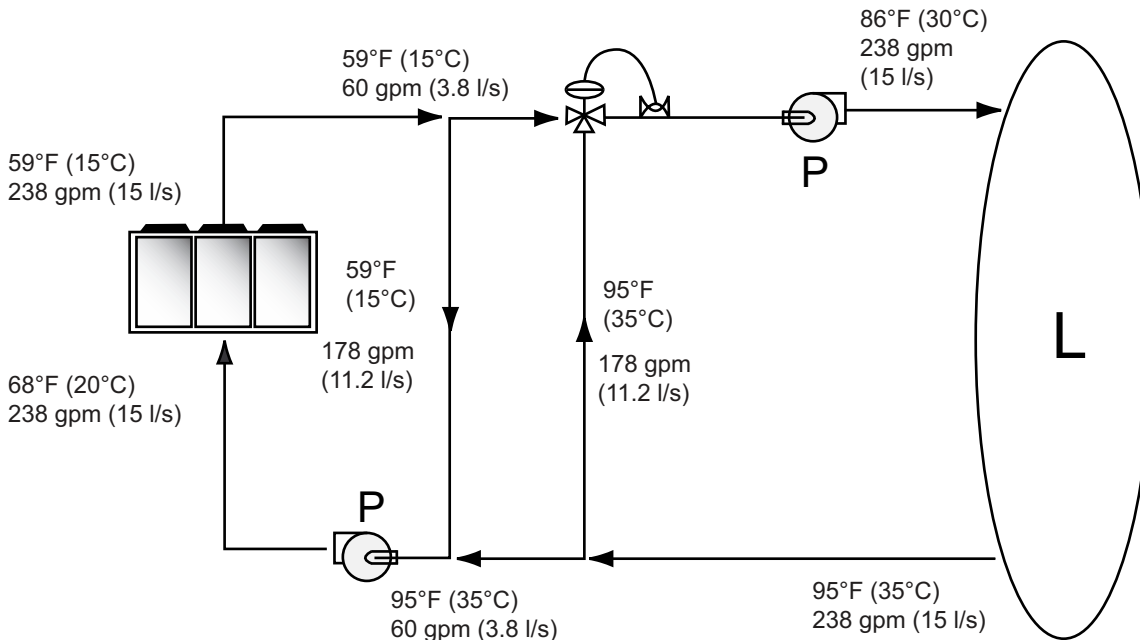 86°F (30°C)
238 gpm
(15 l/s)
59°F (15°C)
60 gpm (3.8 l/s)
P
59°F (15°C)
238 gpm (15 l/s)
59°F
(15°C)
178 gpm
(11.2 l/s)
95°F
(35°C)
178 gpm
(11.2 l/s)
L
68°F (20°C)
238 gpm (15 l/s)
P
95°F (35°C)
60 gpm (3.8 l/s)
95°F (35°C)
238 gpm (15 l/s)